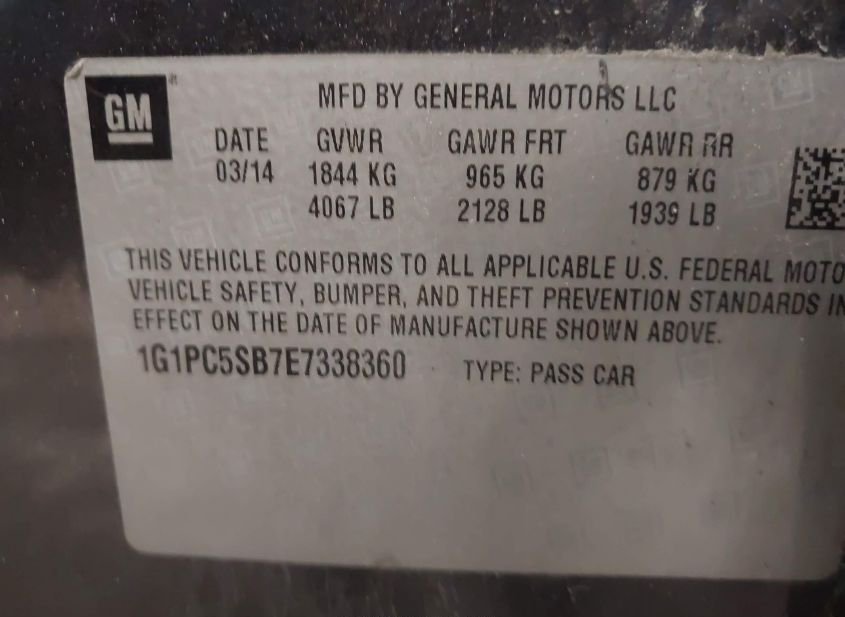 GM
MFD BY GENERAL MOTORS LLC
DATE GVWR GAWR FRT GAWR RR
03/14 1844 KG 965 KG 879 KG
4067 LB 2128 LB 1939 LB
THIS VEHICLE CONFORMS TO ALL APPLICABLE U.S. FEDERAL MOTO
VEHICLE SAFETY, BUMPER, AND THEFT PREVENTION STANDARDS IN
EFFECT ON THE DATE OF MANUFACTURE SHOWN ABOVE.
1G1PC5SB7E7338360 TYPE: PASS CAR